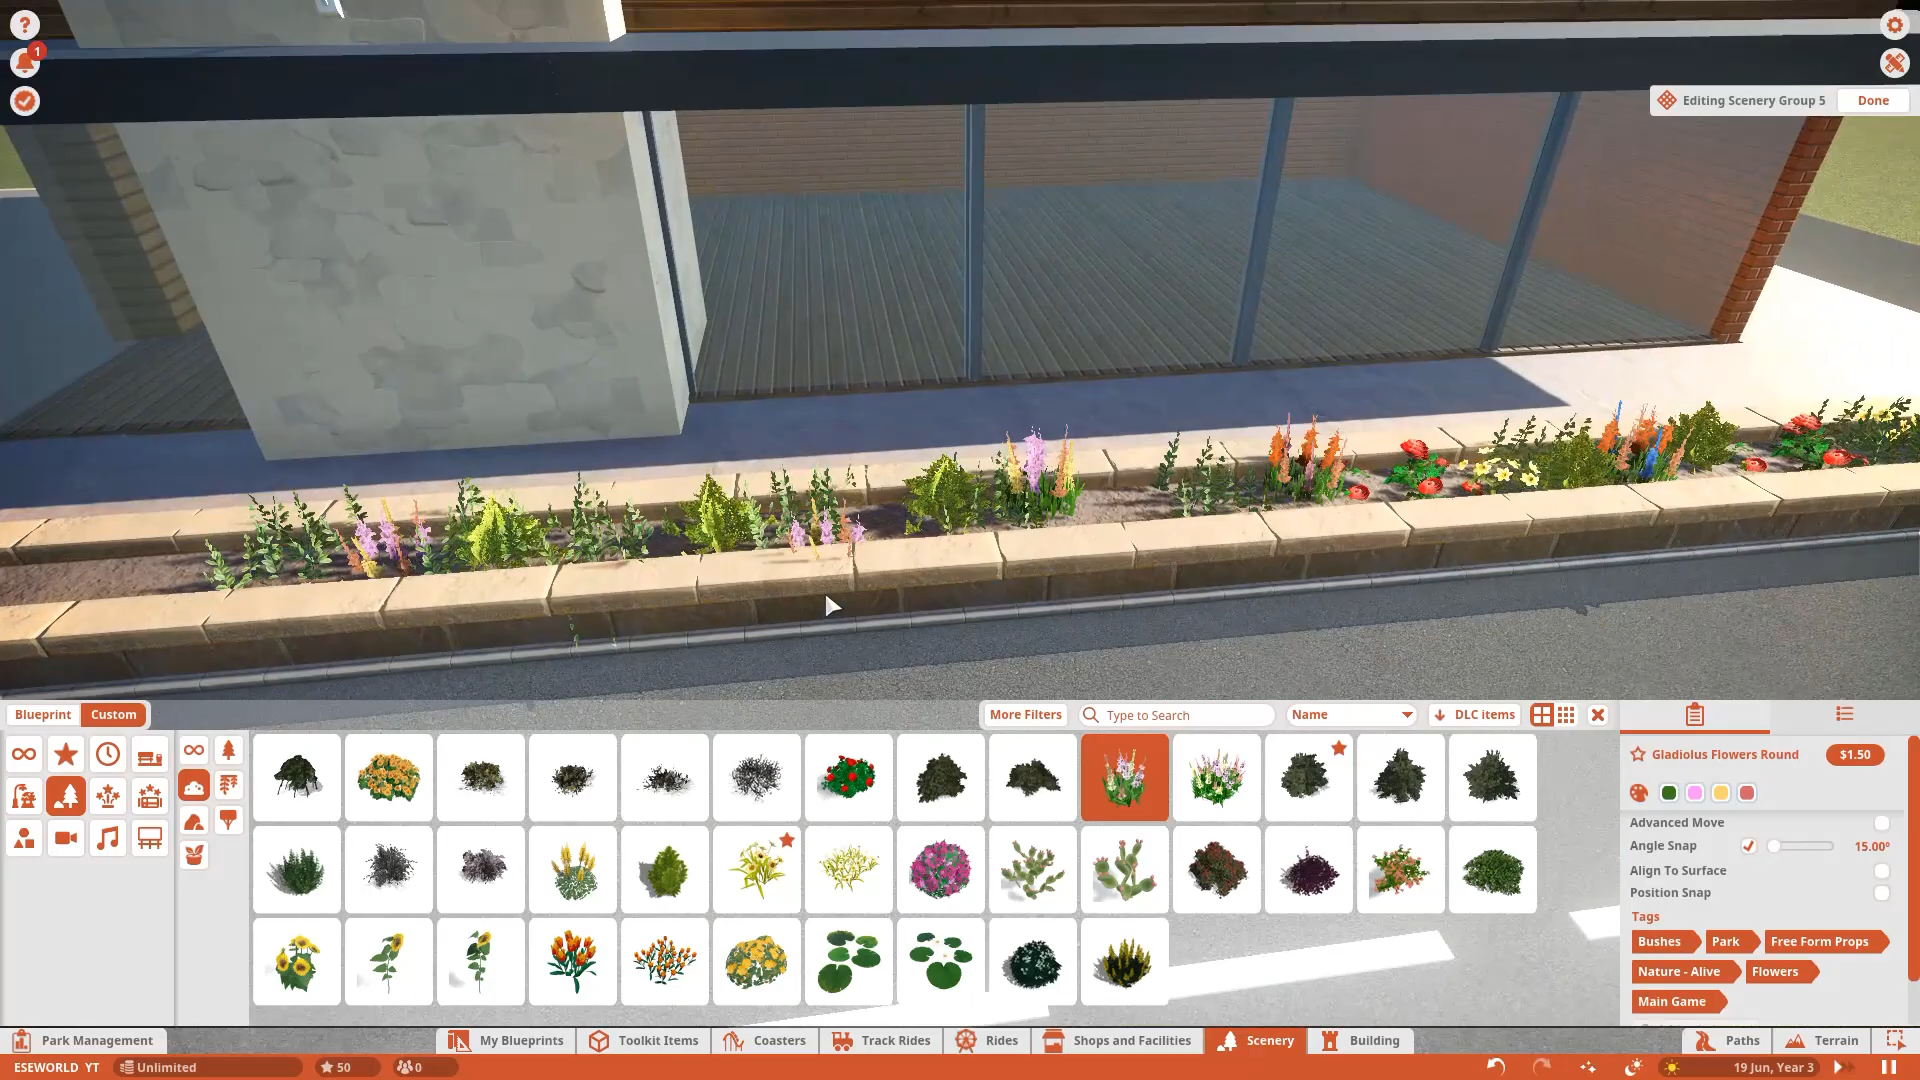 ?
1
Editing Scenery Group 5 Done
Blueprint Custom More Filters Type to Search Name DLC items
Gladiolus Flowers Round $1.50
Advanced Move
Angle Snap 15.00°
Align To Surface
Position Snap
Tags
Bushes Park Free Form Props
Nature - Alive Flowers
Main Game
Park Management My Blueprints Toolkit Items Coasters Track Rides Rides Shops and Facilities Scenery Building Paths Terrain
ESEWORLD YT Unlimited 50 0 19 Jun, Year 3